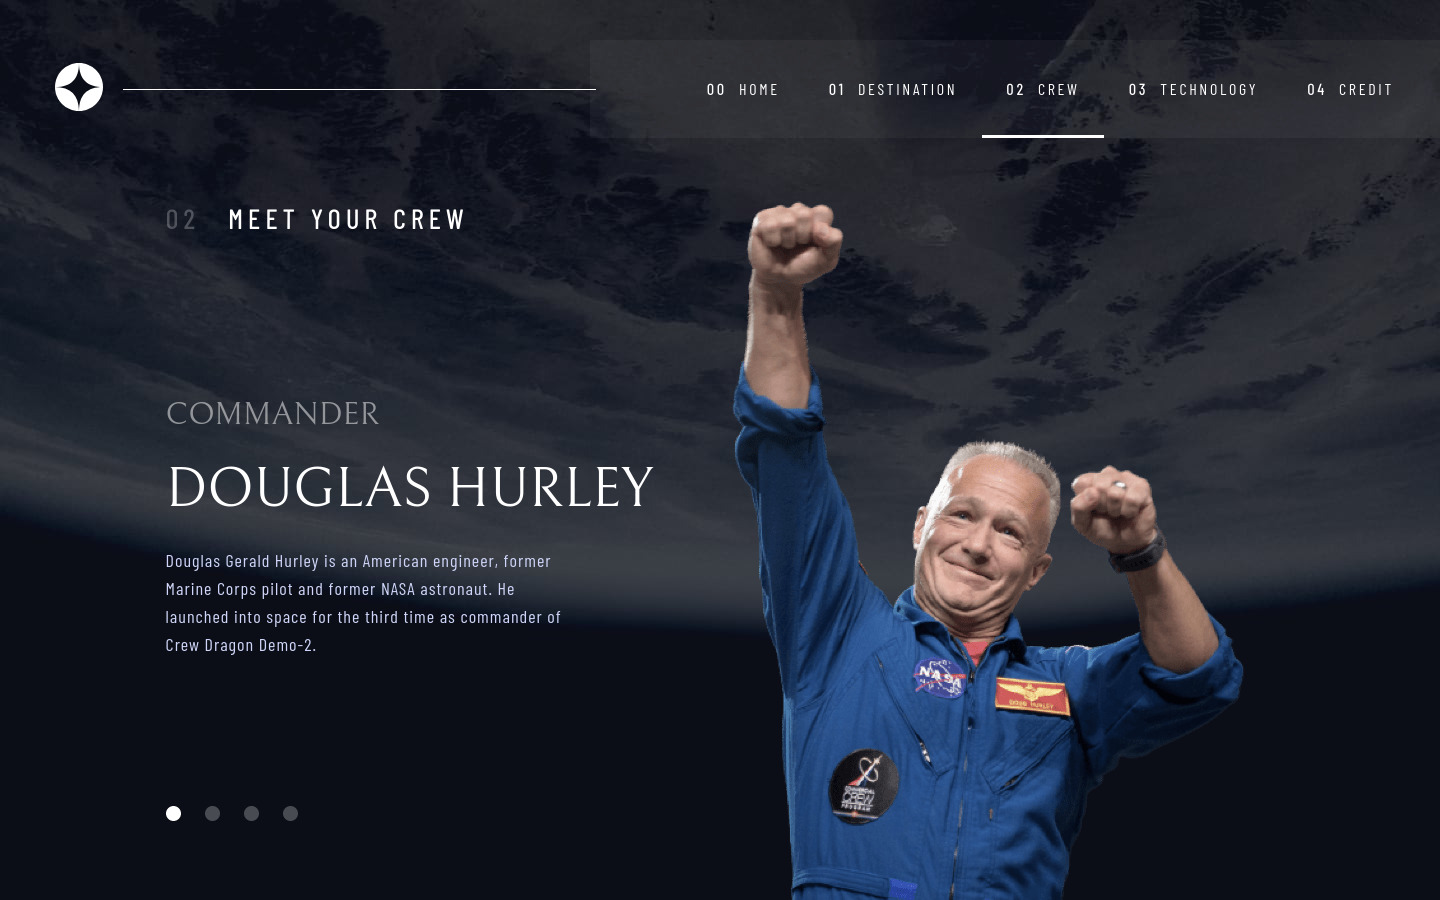 00 HOME 01 DESTINATION 02 CREW 03 TECHNOLOGY 04 CREDIT
02 MEET YOUR CREW
COMMANDER
DOUGLAS HURLEY
Douglas Gerald Hurley is an American engineer, former
Marine Corps pilot and former NASA astronaut. He
launched into space for the third time as commander of
Crew Dragon Demo-2.
NASA
DOUG HURLEY
COMMERCIAL
CREW
PROGRAM